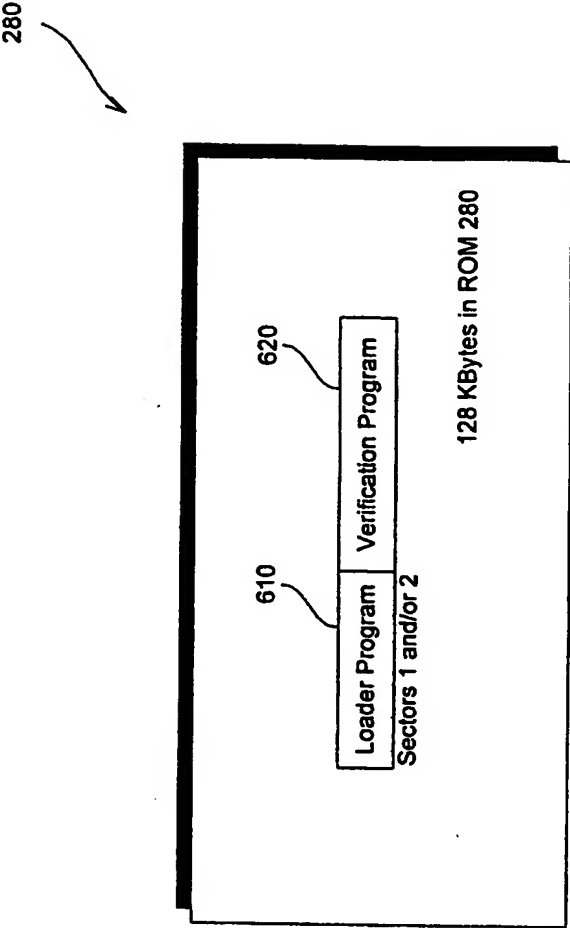 280
610
620
Loader Program
Verification Program
Sectors 1 and/or 2
128 KBytes in ROM 280